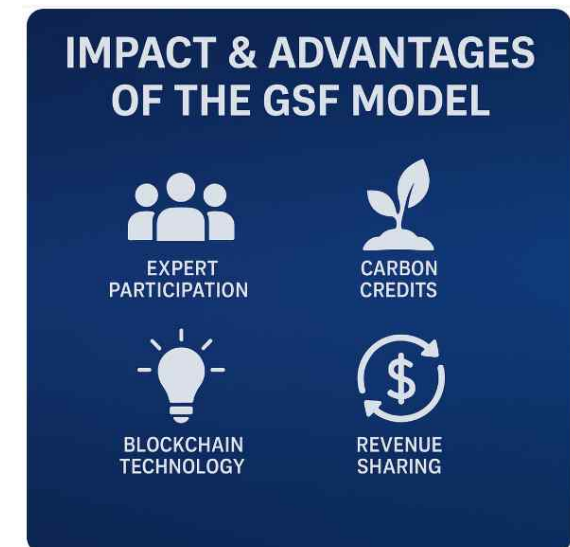 IMPACT & ADVANTAGES
OF THE GSF MODEL
EXPERT
PARTICIPATION
CARBON
CREDITS
BLOCKCHAIN
TECHNOLOGY
$
REVENUE
SHARING